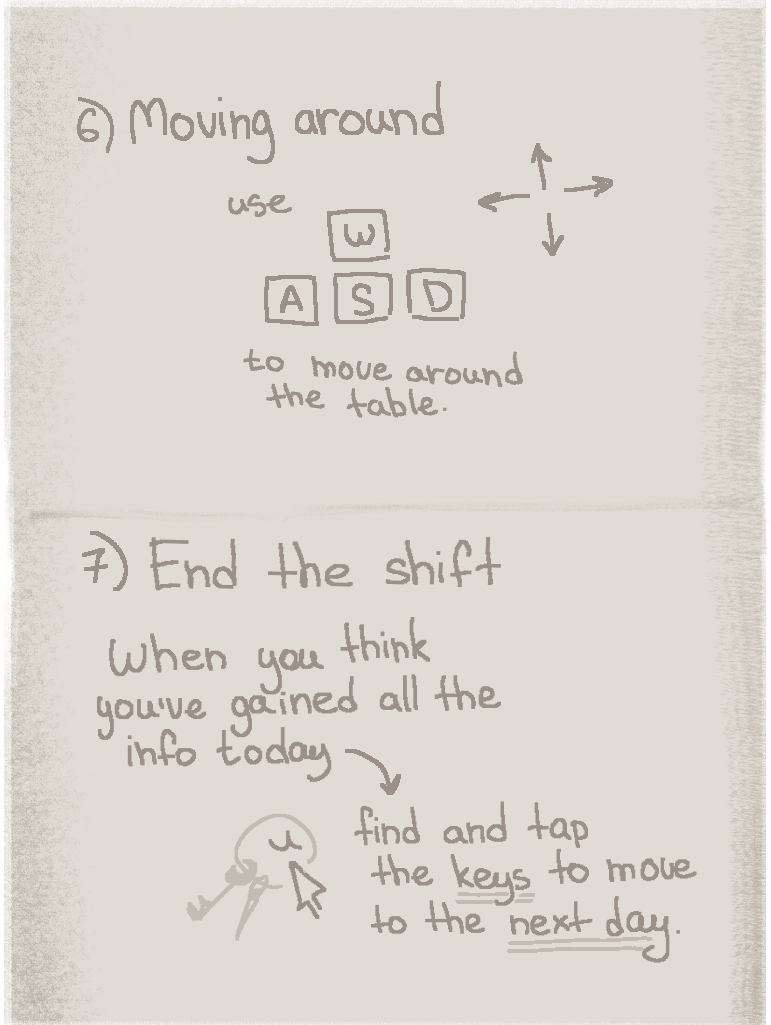 6) Moving around
use
W
A S D
to move around
the table.
7) End the shift
When you think
you've gained all the
info today
find and tap
the keys to move
to the next day.